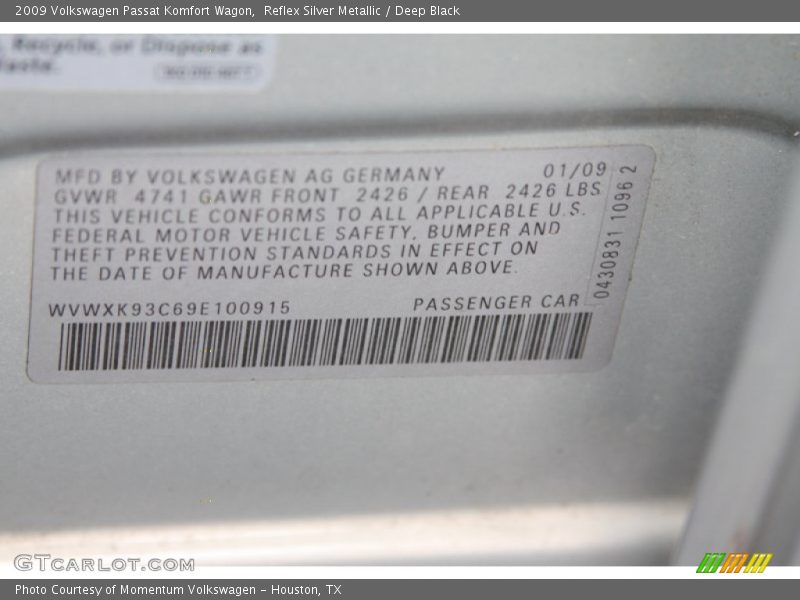 2009 Volkswagen Passat Komfort Wagon, Reflex Silver Metallic / Deep Black
Recycle, or Dispose as
MFD BY VOLKSWAGEN AG GERMANY 01/09
GVWR 4741 GAWR FRONT 2426 / REAR 2426 LBS
THIS VEHICLE CONFORMS TO ALL APPLICABLE U.S.
FEDERAL MOTOR VEHICLE SAFETY, BUMPER AND
THEFT PREVENTION STANDARDS IN EFFECT ON
THE DATE OF MANUFACTURE SHOWN ABOVE.
WVWXK93C69E100915 PASSENGER CAR
0430831 1096 2
GTCARLOT.COM
Photo Courtesy of Momentum Volkswagen – Houston, TX